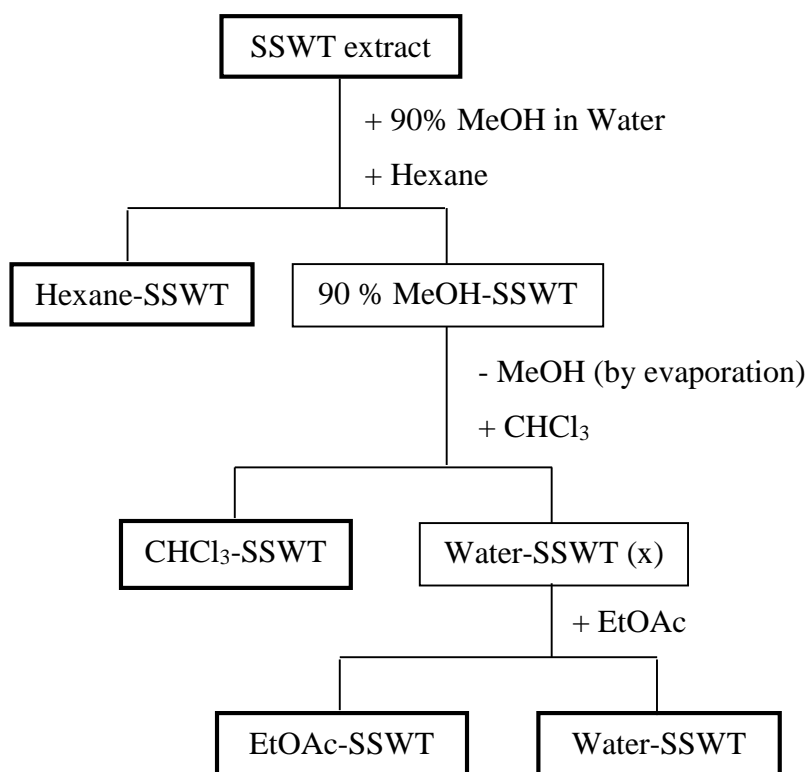 SSWT extract
+ 90% MeOH in Water
+ Hexane
Hexane-SSWT
90 % MeOH-SSWT
- MeOH (by evaporation)
+ CHCl₃
CHCl₃-SSWT
Water-SSWT (x)
+ EtOAc
EtOAc-SSWT
Water-SSWT